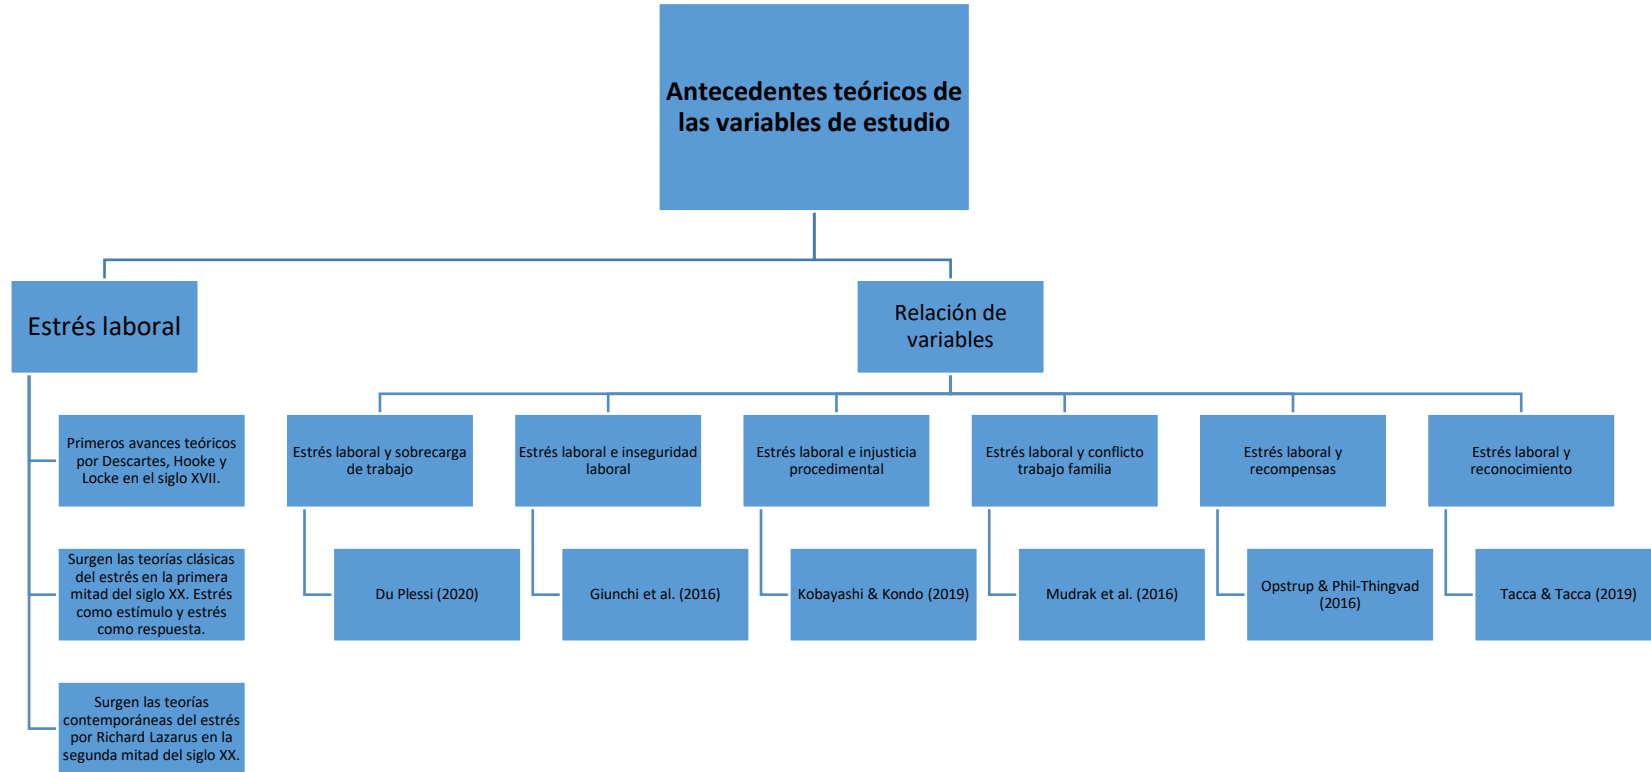 Antecedentes teóricos de
las variables de estudio
Estrés laboral
Relación de
variables
Primeros avances teóricos
por Descartes, Hooke y
Locke en el siglo XVII.
Surgen las teorías clásicas
del estrés en la primera
mitad del siglo XX. Estrés
como estímulo y estrés
como respuesta.
Surgen las teorías
contemporáneas del estrés
por Richard Lazarus en la
segunda mitad del siglo XX.
Estrés laboral y sobrecarga
de trabajo
Du Plessi (2020)
Estrés laboral e inseguridad
laboral
Giunchi et al. (2016)
Estrés laboral e injusticia
procedimental
Kobayashi & Kondo (2019)
Estrés laboral y conflicto
trabajo familia
Mudrak et al. (2016)
Estrés laboral y
recompensas
Opstrup & Phil-Thingvad
(2016)
Estrés laboral y
reconocimiento
Tacca & Tacca (2019)